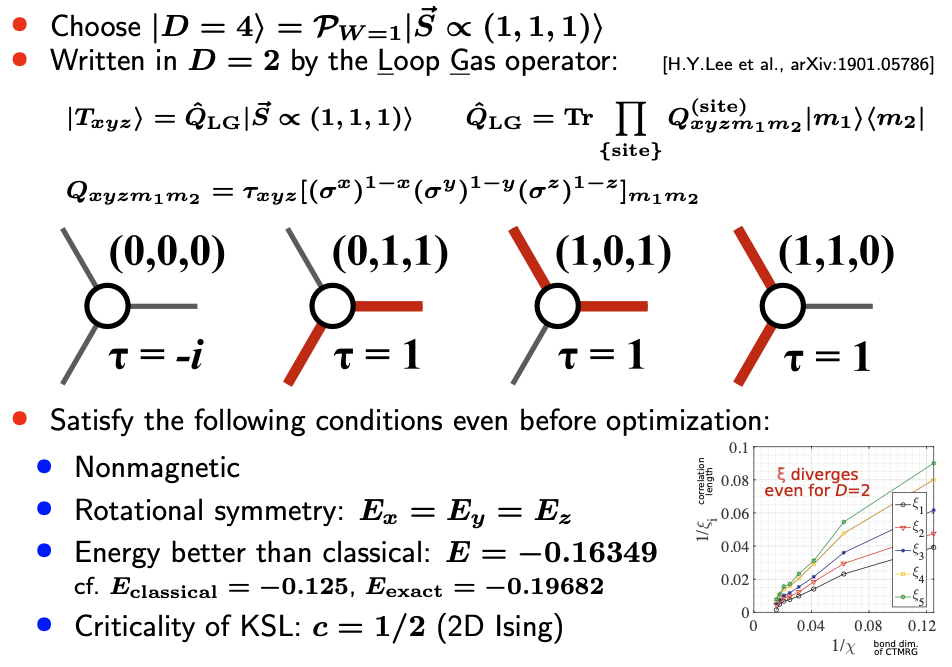 • Choose |D = 4⟩ = 𝒫_{W=1}|S⃗ ∝ (1, 1, 1)⟩
• Written in D = 2 by the Loop Gas operator: [H.Y.Lee et al., arXiv:1901.05786]
|T_{xyz}⟩ = Q̂_{LG}|S⃗ ∝ (1, 1, 1)⟩ Q̂_{LG} = Tr ∏_{{site}} Q^{(site)}_{xyzm₁m₂}|m₁⟩⟨m₂|
Q_{xyzm₁m₂} = τ_{xyz}[(σ^x)^{1−x}(σ^y)^{1−y}(σ^z)^{1−z}]_{m₁m₂}
(0,0,0) (0,1,1) (1,0,1) (1,1,0)
τ = -i τ = 1 τ = 1 τ = 1
• Satisfy the following conditions even before optimization:
• Nonmagnetic
• Rotational symmetry: E_x = E_y = E_z
• Energy better than classical: E = −0.16349
cf. E_{classical} = −0.125, E_{exact} = −0.19682
• Criticality of KSL: c = 1/2 (2D Ising)
correlation
length
1/ξ_i
0.1
0.08
0.06
0.04
0.02
0
ξ diverges
even for D=2
ξ₁
ξ₂
ξ₃
ξ₄
ξ₅
0 0.04 0.08 0.12
1/χ bond dim.
of CTMRG